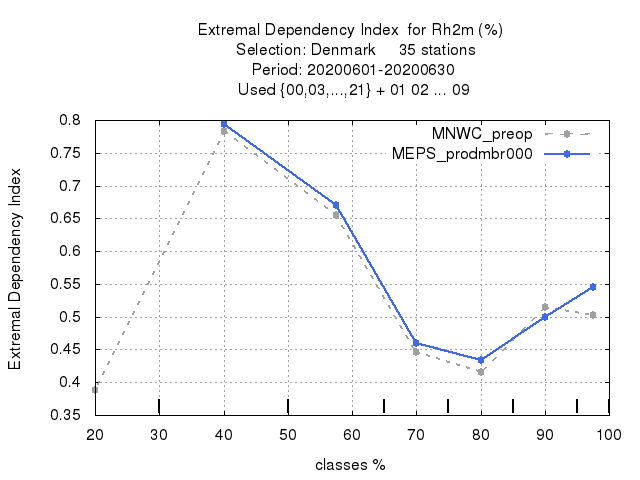 Extremal Dependency Index  for Rh2m (%)
Selection: Denmark     35 stations
Period: 20200601-20200630
Used {00,03,...,21} + 01 02 ... 09
MNWC_preop
MEPS_prodmbr000
Extremal Dependency Index
0.8
0.75
0.7
0.65
0.6
0.55
0.5
0.45
0.4
0.35
20 30 40 50 60 70 80 90 100
classes %